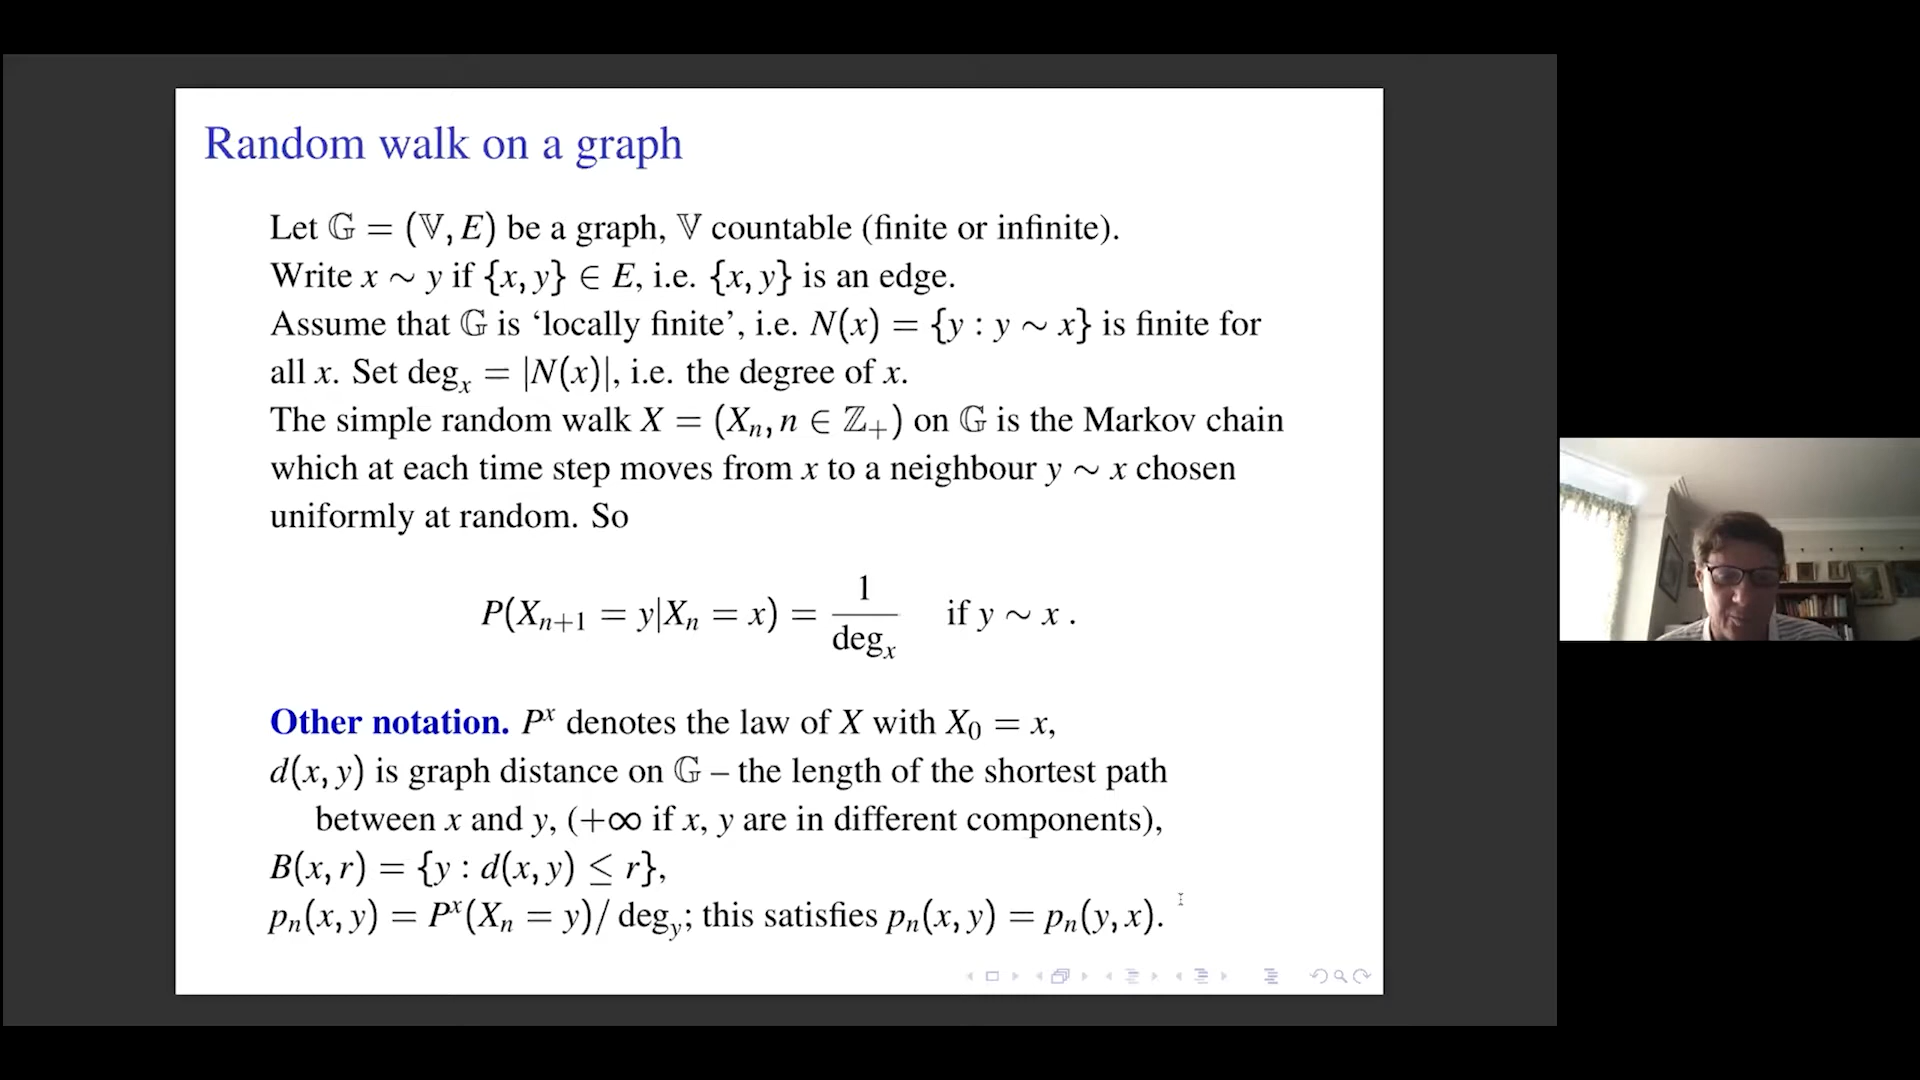 Random walk on a graph
Let 𝔾 = (𝕍, E) be a graph, 𝕍 countable (finite or infinite).
Write x ∼ y if {x, y} ∈ E, i.e. {x, y} is an edge.
Assume that 𝔾 is ‘locally finite’, i.e. N(x) = {y : y ∼ x} is finite for
all x. Set deg_x = |N(x)|, i.e. the degree of x.
The simple random walk X = (X_n, n ∈ ℤ_+) on 𝔾 is the Markov chain
which at each time step moves from x to a neighbour y ∼ x chosen
uniformly at random. So
P(X_{n+1} = y|X_n = x) = 1/deg_x if y ∼ x .
Other notation. P^x denotes the law of X with X_0 = x,
d(x, y) is graph distance on 𝔾 – the length of the shortest path
between x and y, (+∞ if x, y are in different components),
B(x, r) = {y : d(x, y) ≤ r},
p_n(x, y) = P^x(X_n = y)/ deg_y; this satisfies p_n(x, y) = p_n(y, x).